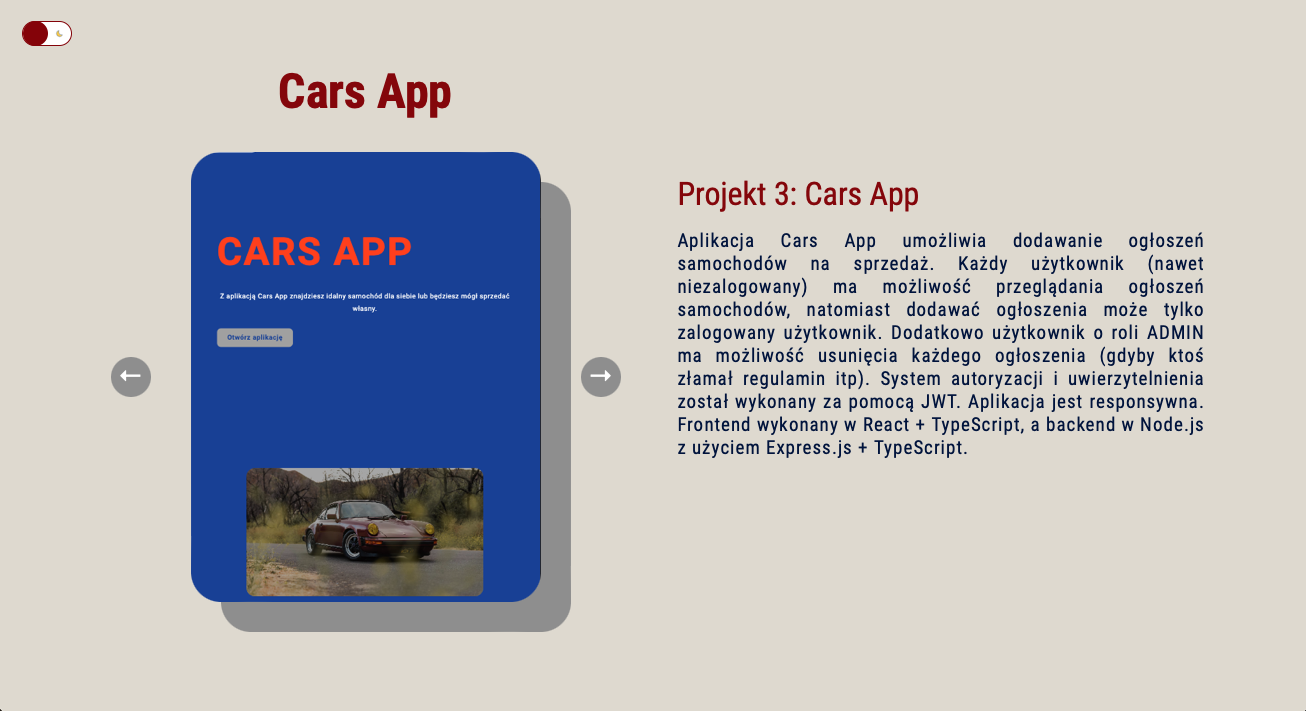 Cars App
CARS APP
Z aplikacją Cars App znajdziesz idalny samochód dla siebie lub będziesz mógł sprzedać
własny.
Otwórz aplikację
Projekt 3: Cars App
Aplikacja Cars App umożliwia dodawanie ogłoszeń
samochodów na sprzedaż. Każdy użytkownik (nawet
niezalogowany) ma możliwość przeglądania ogłoszeń
samochodów, natomiast dodawać ogłoszenia może tylko
zalogowany użytkownik. Dodatkowo użytkownik o roli ADMIN
ma możliwość usunięcia każdego ogłoszenia (gdyby ktoś
złamał regulamin itp). System autoryzacji i uwierzytelnienia
został wykonany za pomocą JWT. Aplikacja jest responsywna.
Frontend wykonany w React + TypeScript, a backend w Node.js
z użyciem Express.js + TypeScript.